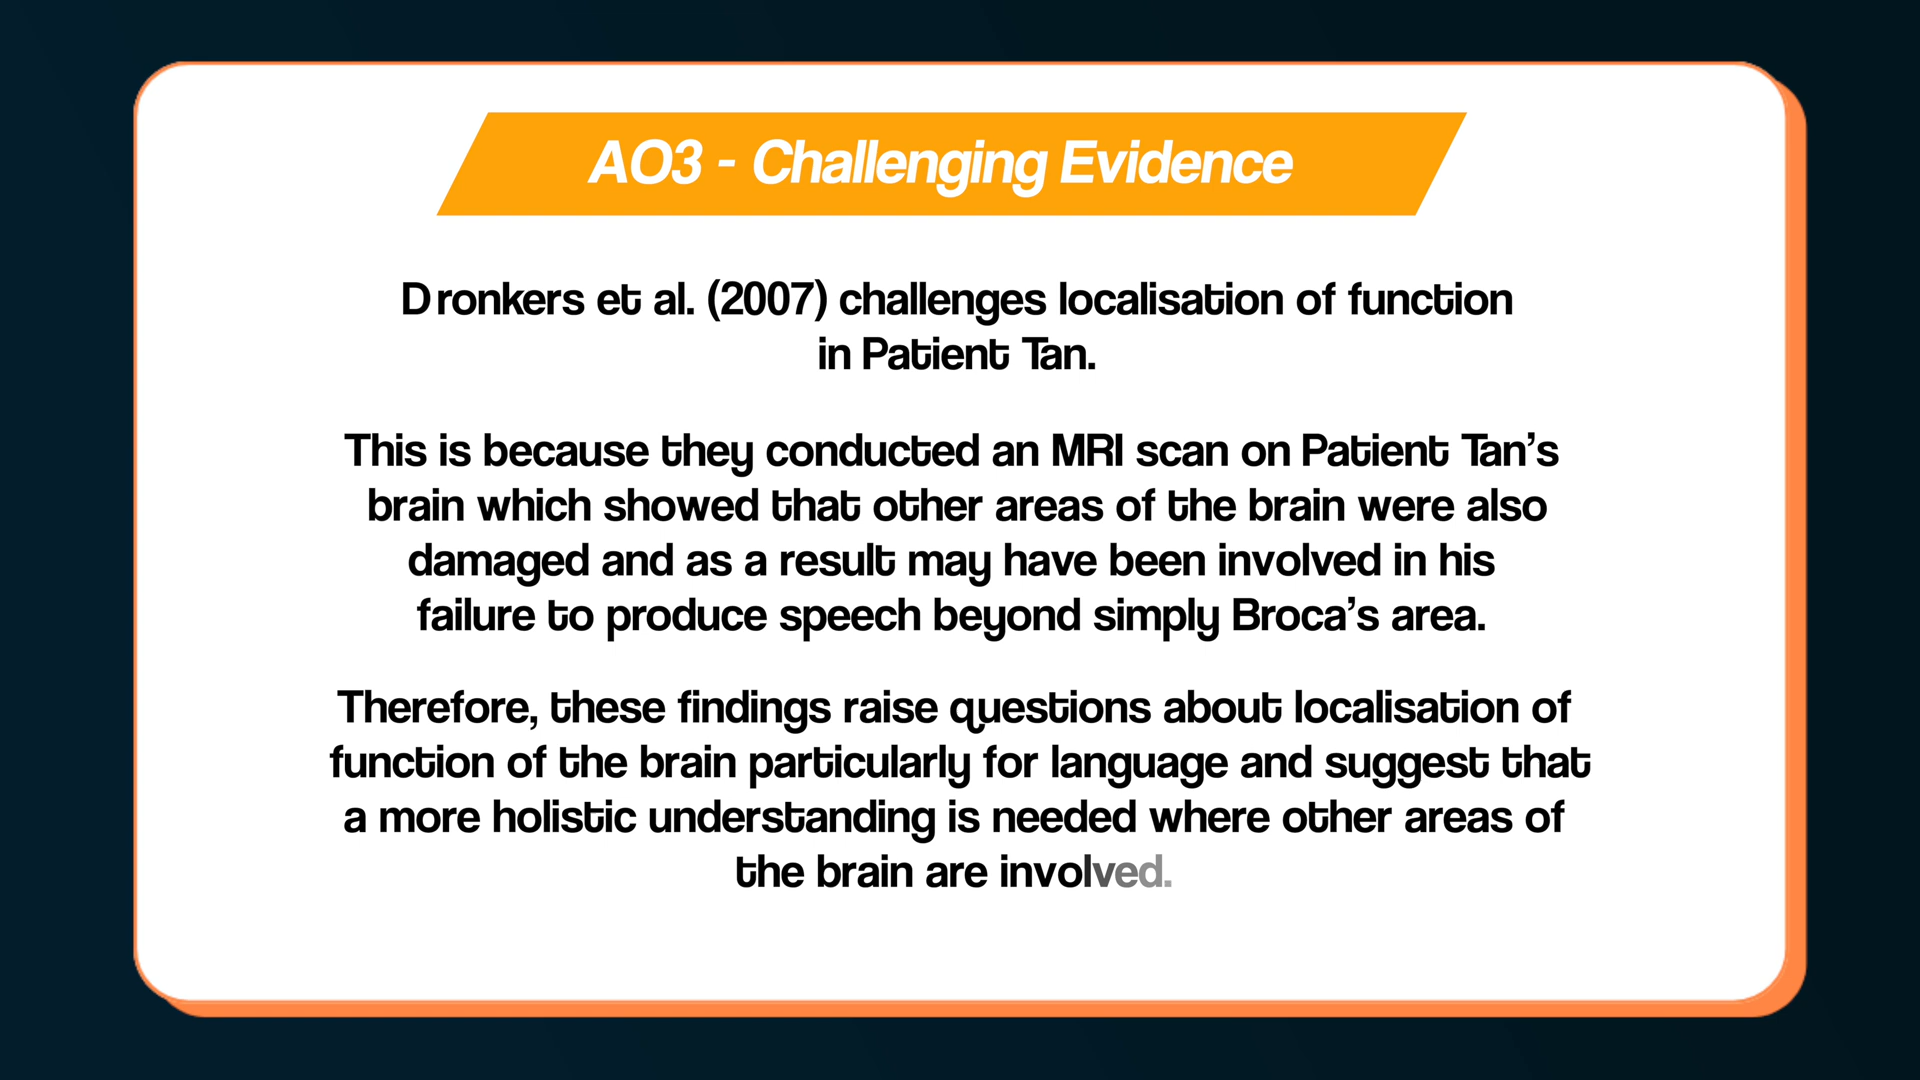 AO3 - Challenging Evidence
Dronkers et al. (2007) challenges localisation of function
in Patient Tan.
This is because they conducted an MRI scan on Patient Tan's
brain which showed that other areas of the brain were also
damaged and as a result may have been involved in his
failure to produce speech beyond simply Broca's area.
Therefore, these findings raise questions about localisation of
function of the brain particularly for language and suggest that
a more holistic understanding is needed where other areas of
the brain are involved.